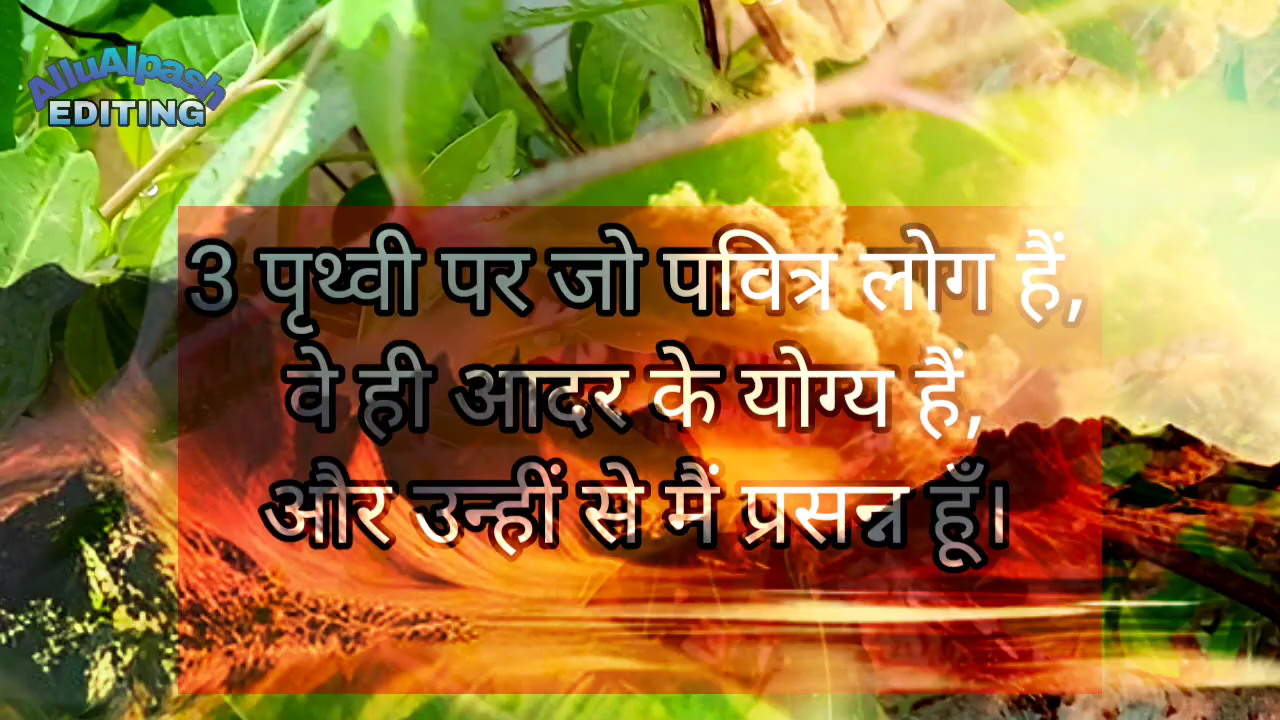 AlluAlpash
EDITING
3 पृथ्वी पर जो पवित्र लोग हैं,
वे ही आदर के योग्य हैं,
और उन्हीं से मैं प्रसन्न हूँ।